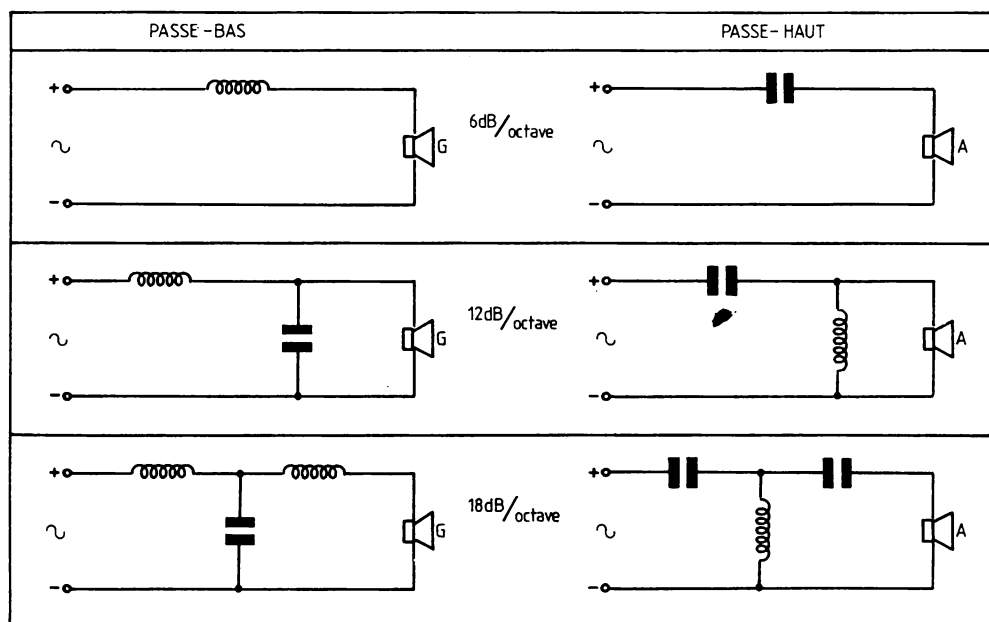 PASSE-BAS
PASSE-HAUT
+
-
G
6dB/octave
+
-
A
+
-
G
12dB/octave
+
-
A
+
-
G
18dB/octave
+
-
A